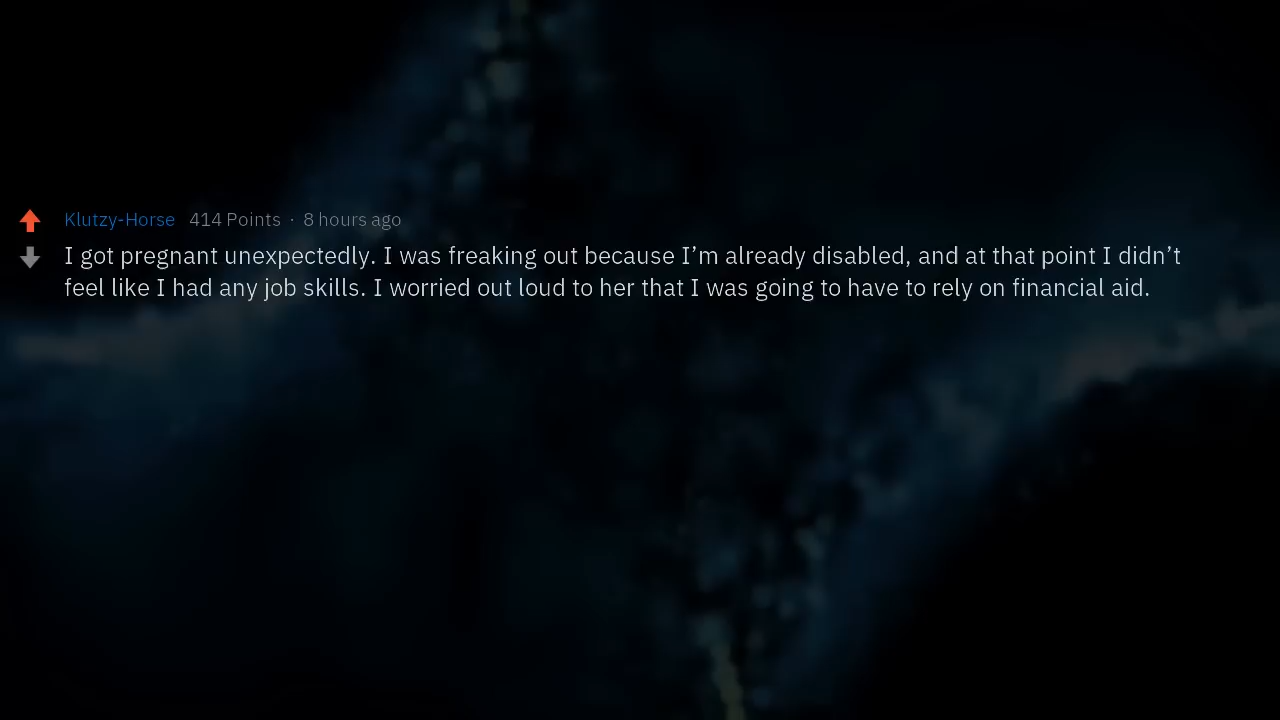 Klutzy-Horse 414 Points · 8 hours ago
I got pregnant unexpectedly. I was freaking out because I’m already disabled, and at that point I didn’t
feel like I had any job skills. I worried out loud to her that I was going to have to rely on financial aid.